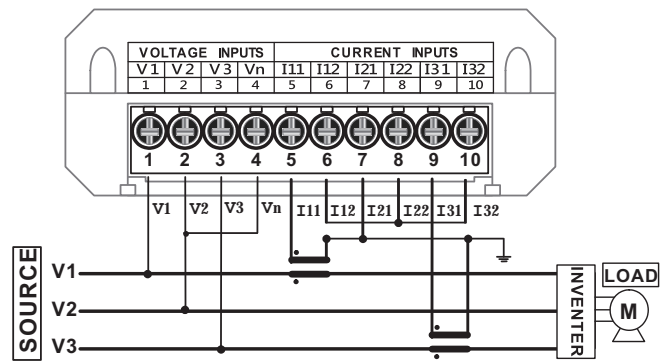 VOLTAGE INPUTS CURRENT INPUTS
V1 V2 V3 Vn I11 I12 I21 I22 I31 I32
1 2 3 4 5 6 7 8 9 10
1 2 3 4 5 6 7 8 9 10
V1 V2 V3 Vn I11 I12 I21 I22 I31 I32
SOURCE
V1
V2
V3
INVENTER
LOAD
M